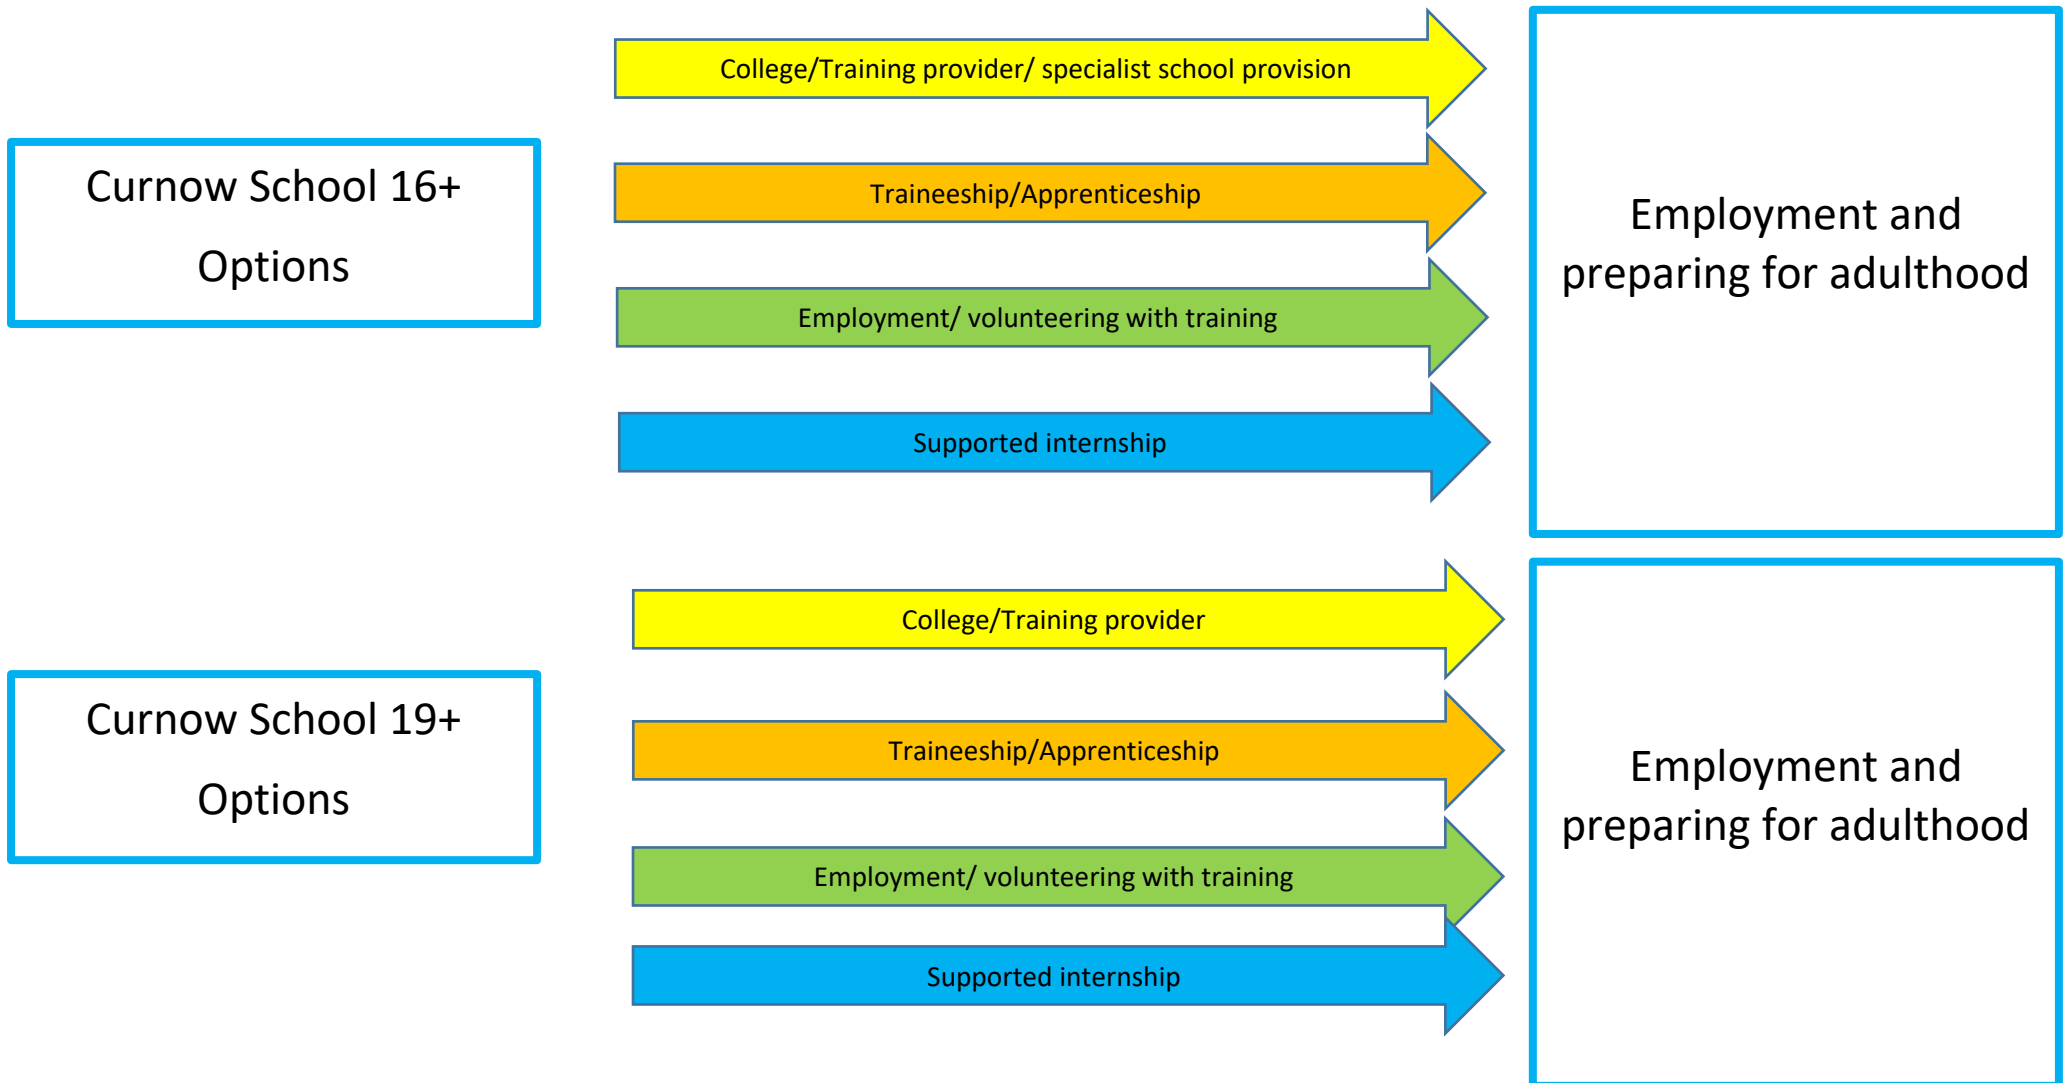 Curnow School 16+
Options
College/Training provider/ specialist school provision
Traineeship/Apprenticeship
Employment/ volunteering with training
Supported internship
Employment and
preparing for adulthood
Curnow School 19+
Options
College/Training provider
Traineeship/Apprenticeship
Employment/ volunteering with training
Supported internship
Employment and
preparing for adulthood